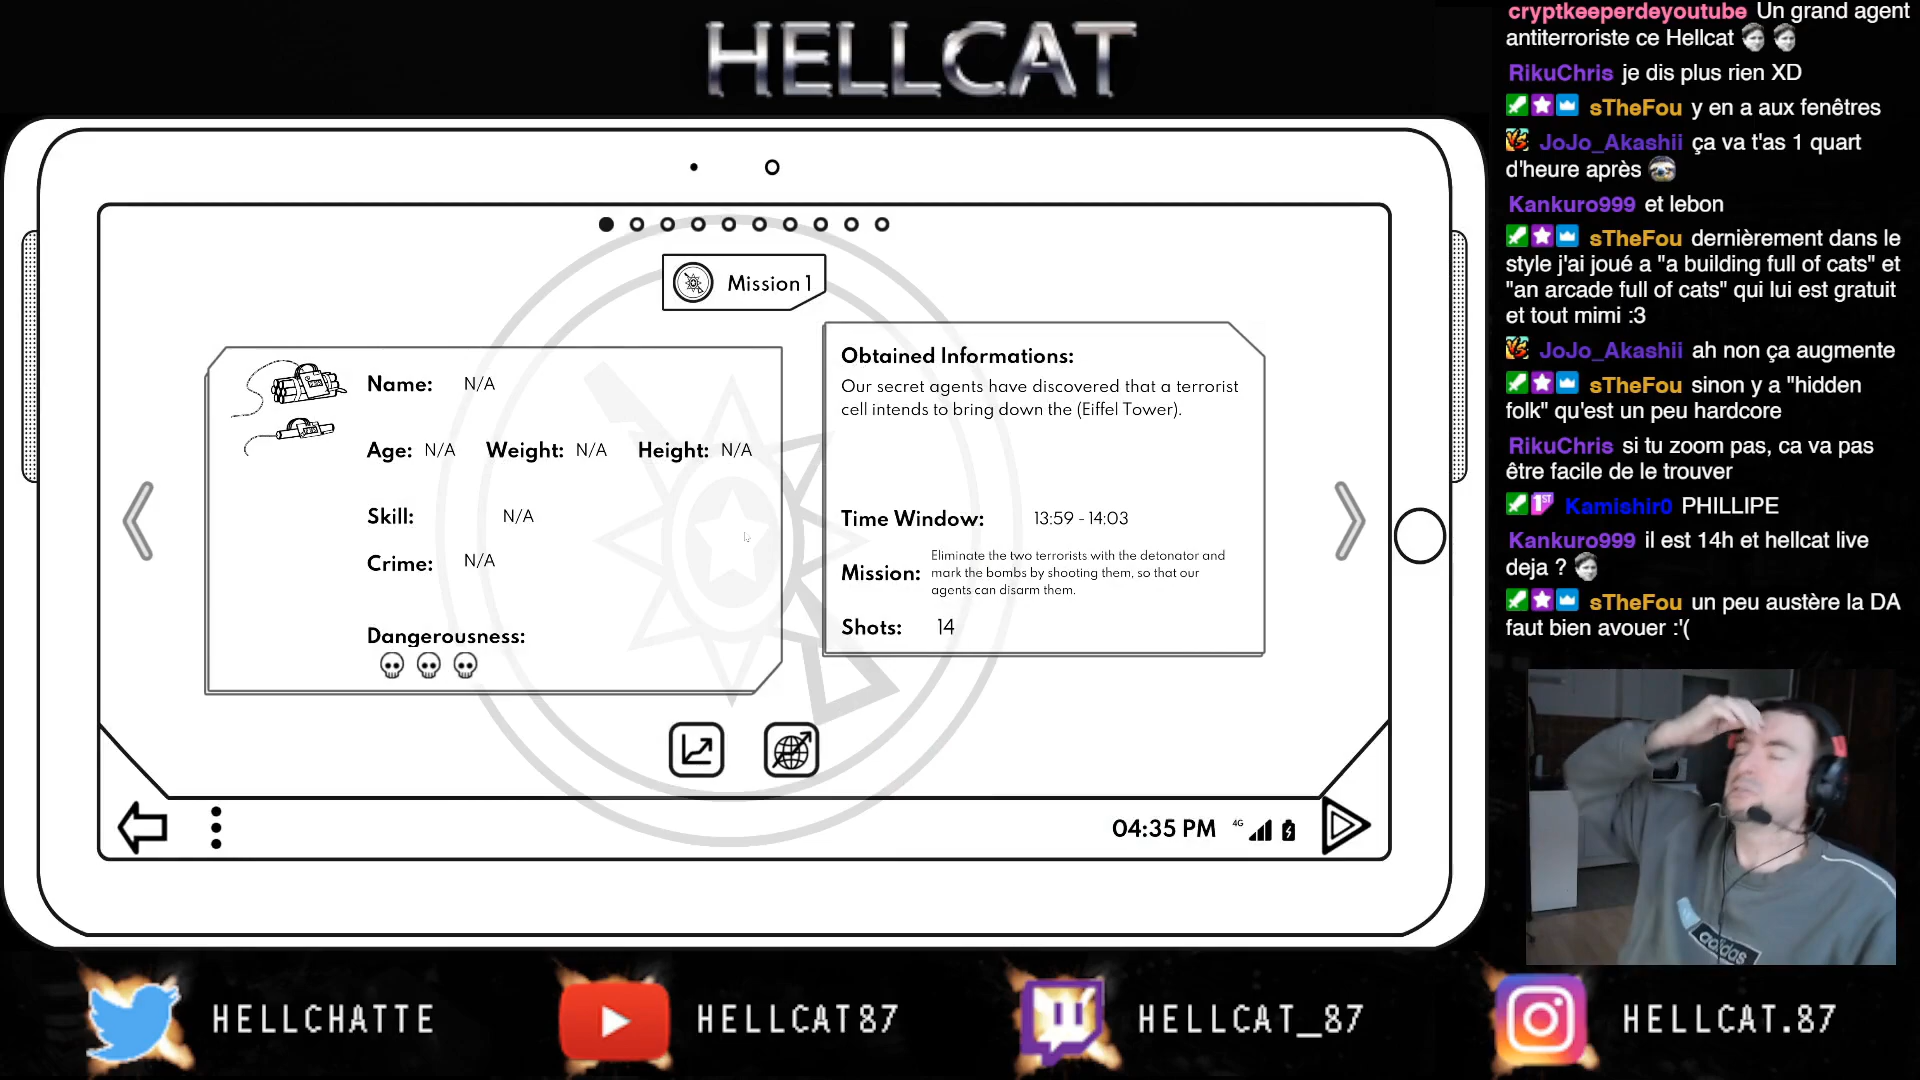 HELLCAT
Mission 1
Name: N/A
Age: N/A Weight: N/A Height: N/A
Skill: N/A
Crime: N/A
Dangerousness:
Obtained Informations:
Our secret agents have discovered that a terrorist
cell intends to bring down the (Eiffel Tower).
Time Window: 13:59 - 14:03
Mission: Eliminate the two terrorists with the detonator and
mark the bombs by shooting them, so that our
agents can disarm them.
Shots: 14
04:35 PM 4G
cryptkeeperdeyoutube Un grand agent
antiterroriste ce Hellcat
RikuChris je dis plus rien XD
sTheFou y en a aux fenêtres
JoJo_Akashii ça va t'as 1 quart
d'heure après
Kankuro999 et lebon
sTheFou dernièrement dans le
style j'ai joué a "a building full of cats" et
"an arcade full of cats" qui lui est gratuit
et tout mimi :3
JoJo_Akashii ah non ça augmente
sTheFou sinon y a "hidden
folk" qu'est un peu hardcore
RikuChris si tu zoom pas, ca va pas
être facile de le trouver
1ST Kamishir0 PHILLIPE
Kankuro999 il est 14h et hellcat live
deja ?
sTheFou un peu austère la DA
faut bien avouer :'(
adidas
HELLCHATTE
HELLCAT87
HELLCAT_87
HELLCAT.87